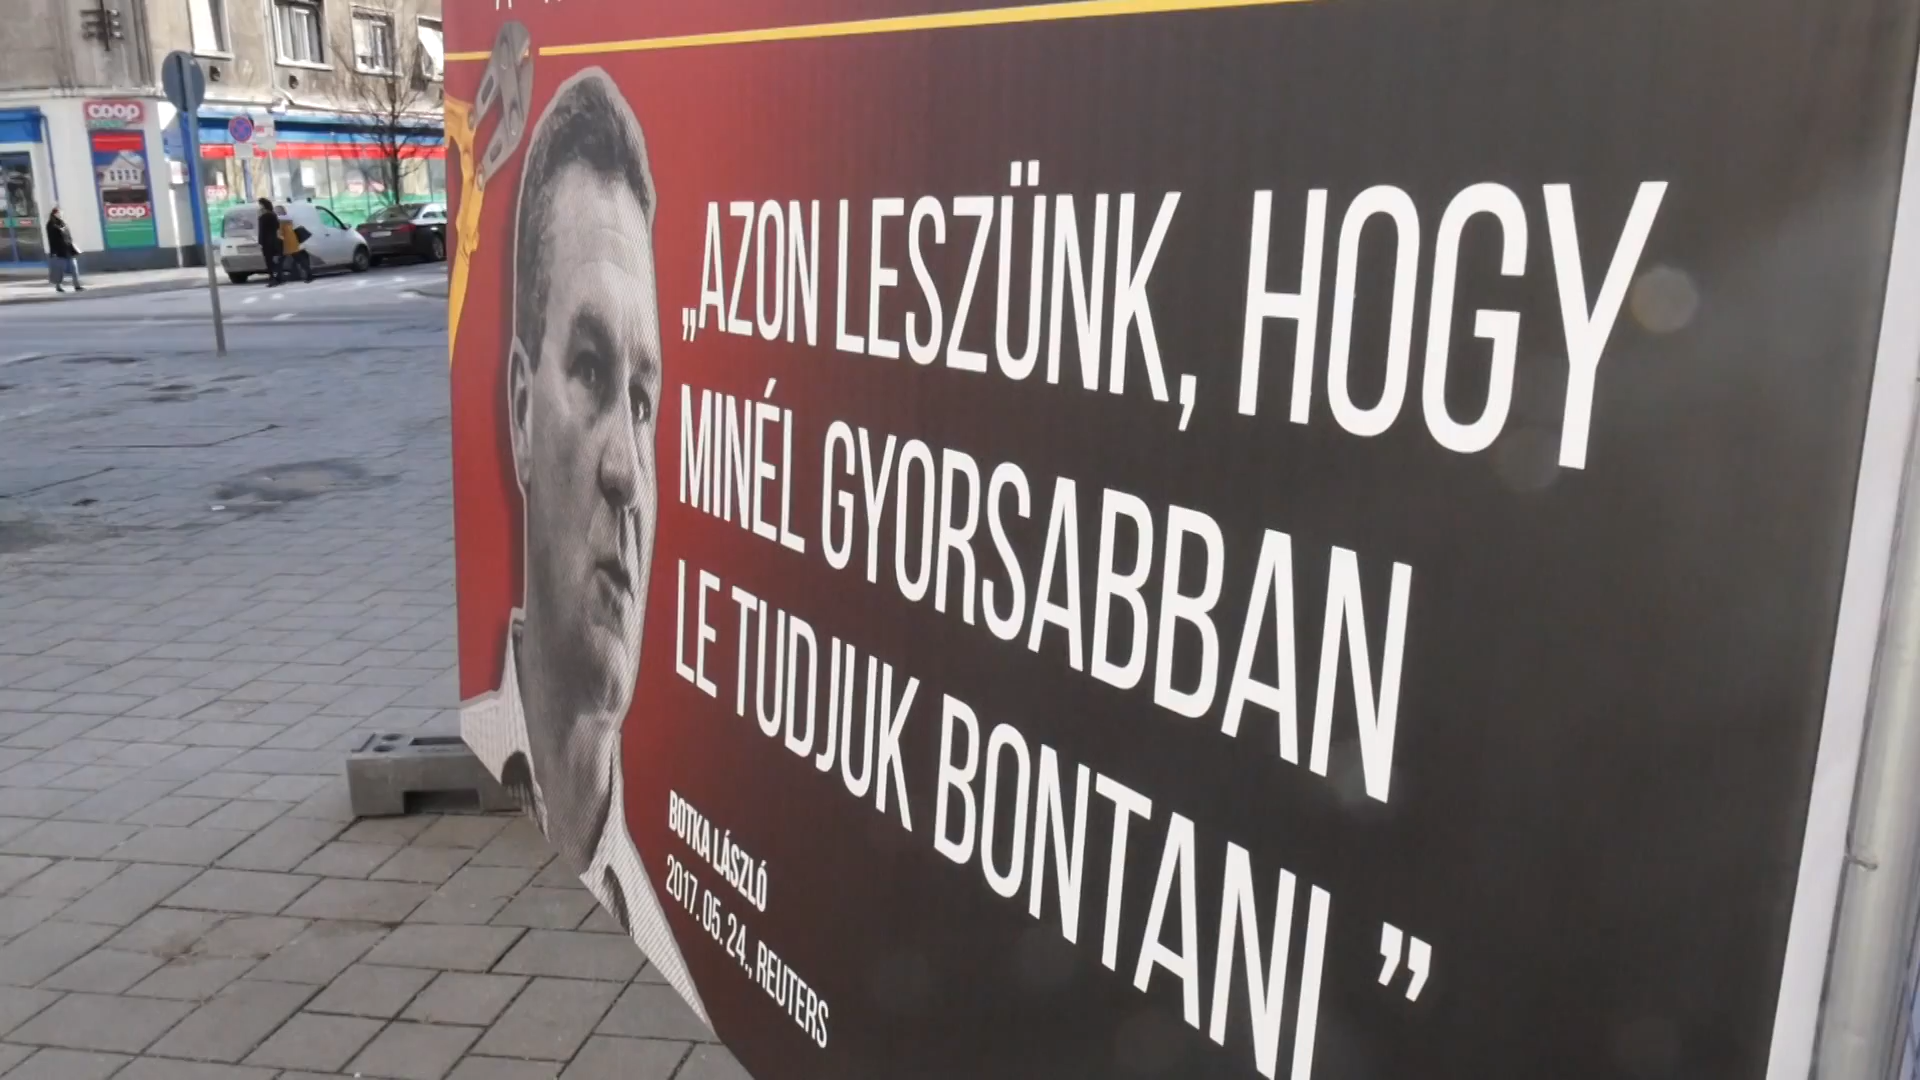 coop
coop
„AZON LESZÜNK, HOGY
MINÉL GYORSABBAN
LE TUDJUK BONTANI”
BOTKA LÁSZLÓ
2017. 05. 24., REUTERS